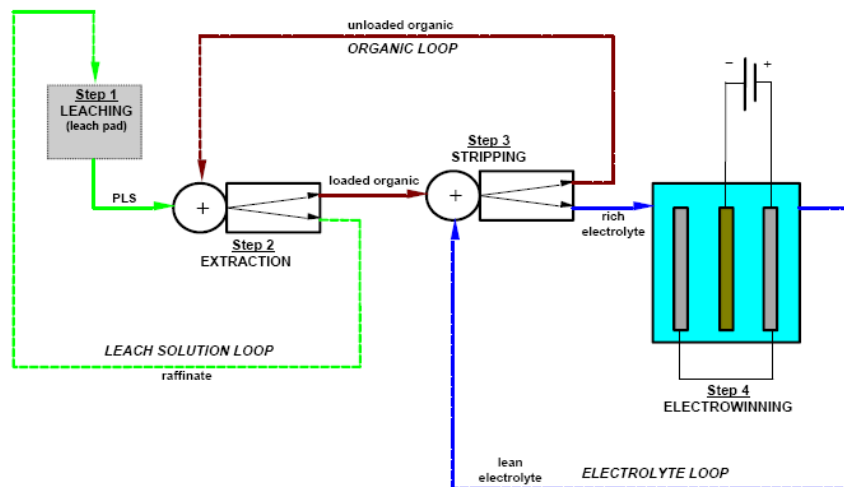 unloaded organic
ORGANIC LOOP
Step 1
LEACHING
(leach pad)
− +
Step 3
STRIPPING
PLS
+
loaded organic
+
rich
electrolyte
Step 2
EXTRACTION
LEACH SOLUTION LOOP
raffinate
Step 4
ELECTROWINNING
lean
electrolyte
ELECTROLYTE LOOP